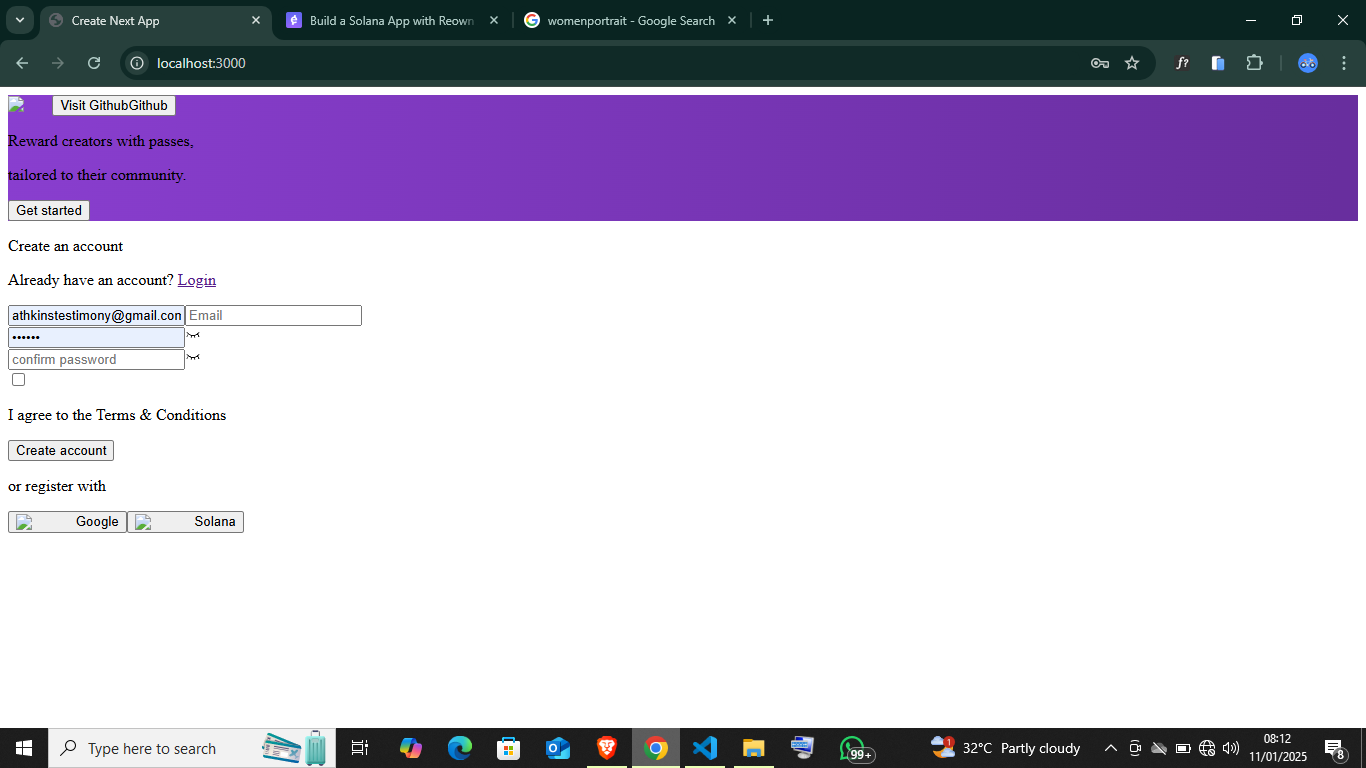 Create Next App
Build a Solana App with Reown
womenportrait - Google Search
localhost:3000
Visit GithubGithub
Reward creators with passes,
tailored to their community.
Get started
Create an account
Already have an account? Login
athkinstestimony@gmail.con
Email
••••••
confirm password
I agree to the Terms & Conditions
Create account
or register with
Google
Solana
Type here to search
99+
1
32°C Partly cloudy
08:12
11/01/2025
8